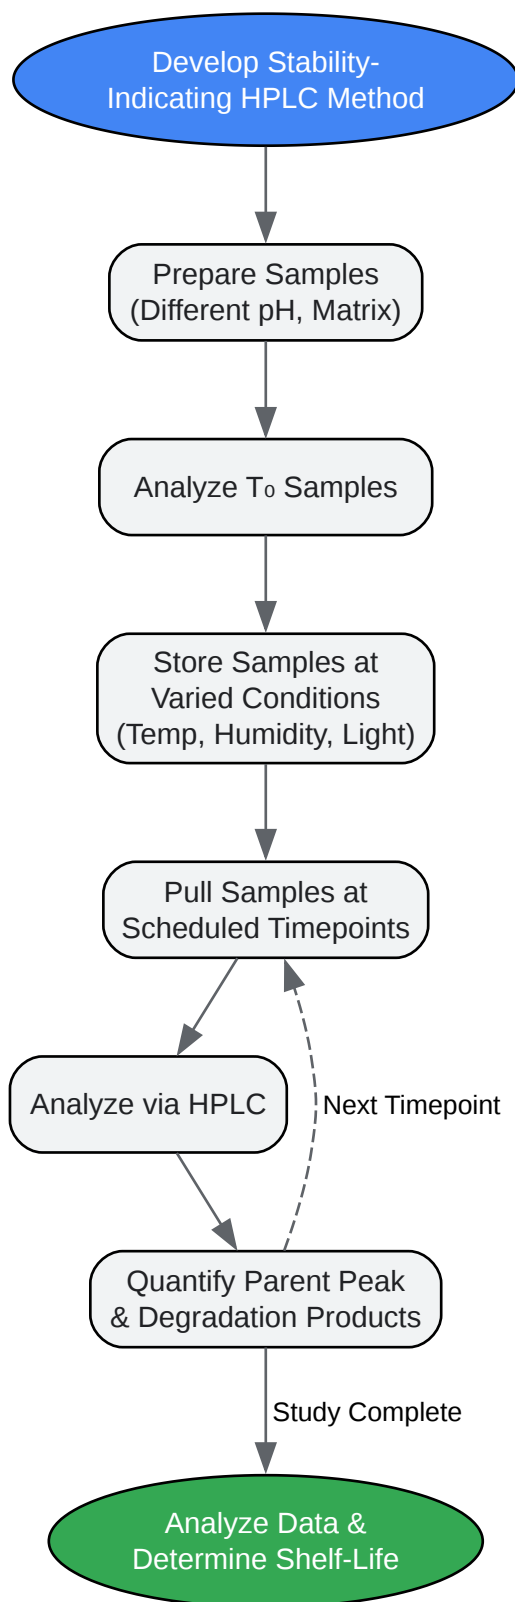 Develop Stability-
Indicating HPLC Method
Prepare Samples
(Different pH, Matrix)
Analyze T₀ Samples
Store Samples at
Varied Conditions
(Temp, Humidity, Light)
Pull Samples at
Scheduled Timepoints
Analyze via HPLC
Next Timepoint
Quantify Parent Peak
& Degradation Products
Study Complete
Analyze Data &
Determine Shelf-Life